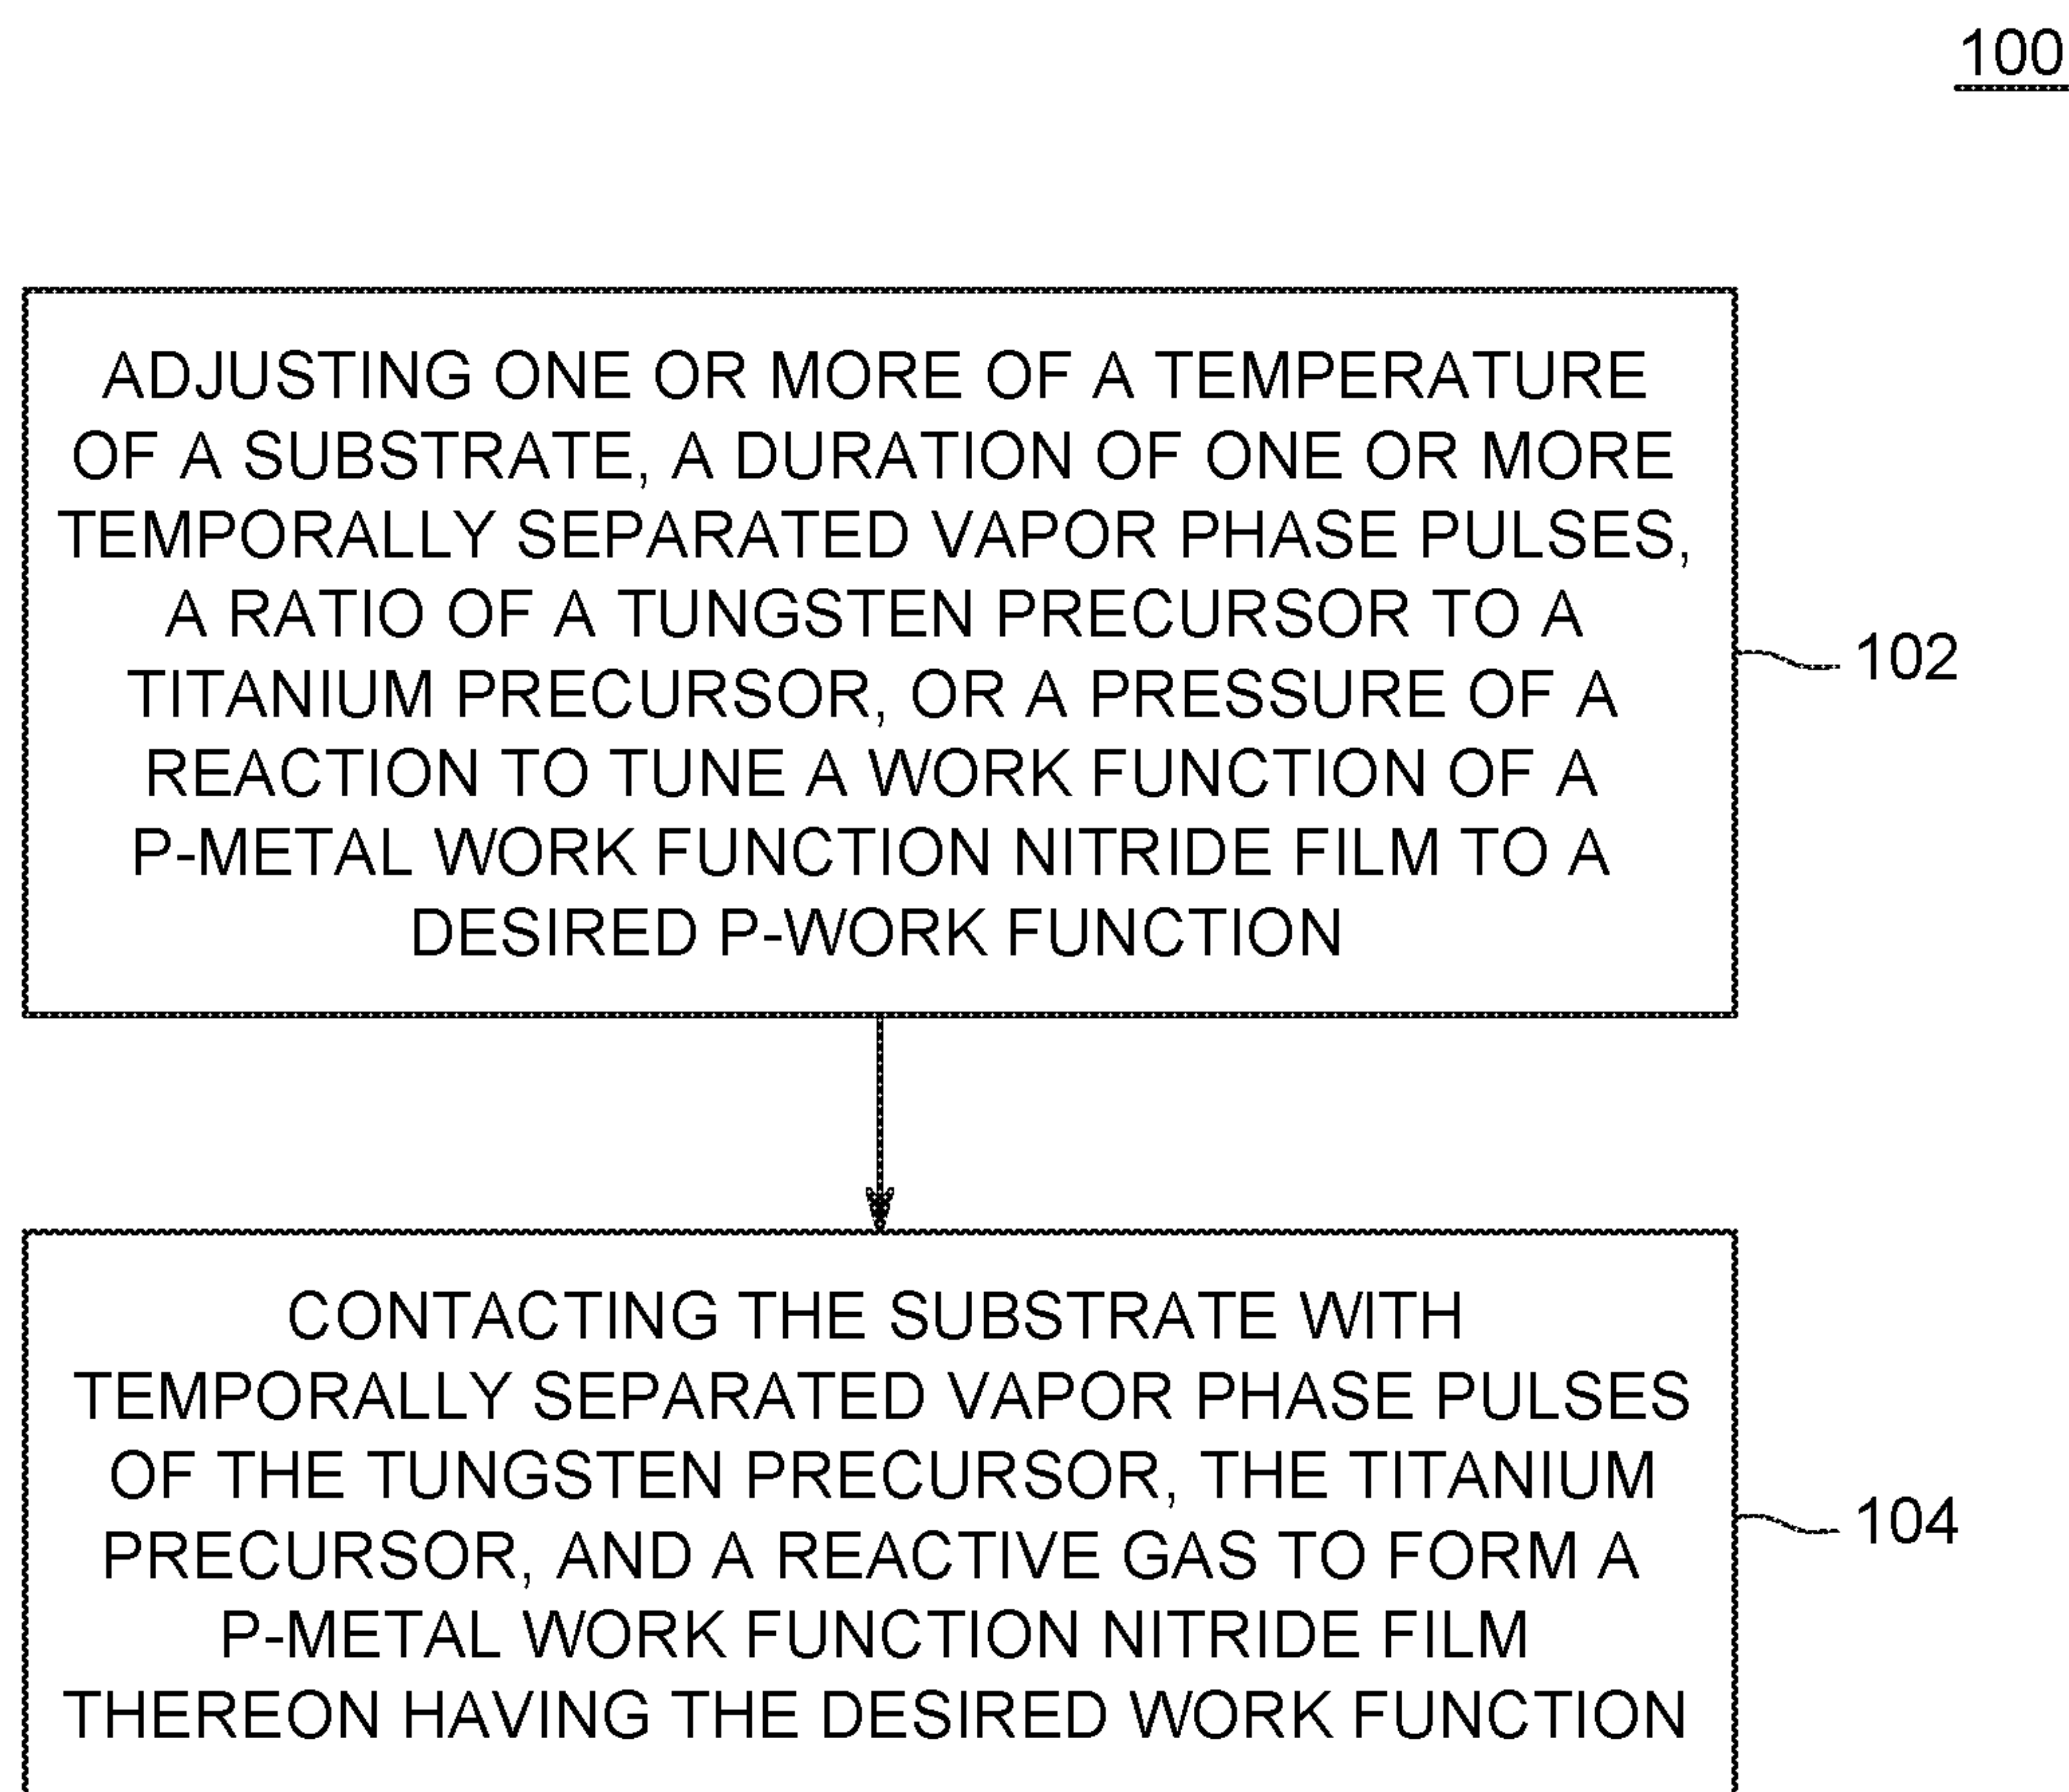 100
ADJUSTING ONE OR MORE OF A TEMPERATURE
OF A SUBSTRATE, A DURATION OF ONE OR MORE
TEMPORALLY SEPARATED VAPOR PHASE PULSES,
A RATIO OF A TUNGSTEN PRECURSOR TO A
TITANIUM PRECURSOR, OR A PRESSURE OF A
REACTION TO TUNE A WORK FUNCTION OF A
P-METAL WORK FUNCTION NITRIDE FILM TO A
DESIRED P-WORK FUNCTION
102
CONTACTING THE SUBSTRATE WITH
TEMPORALLY SEPARATED VAPOR PHASE PULSES
OF THE TUNGSTEN PRECURSOR, THE TITANIUM
PRECURSOR, AND A REACTIVE GAS TO FORM A
P-METAL WORK FUNCTION NITRIDE FILM
THEREON HAVING THE DESIRED WORK FUNCTION
104